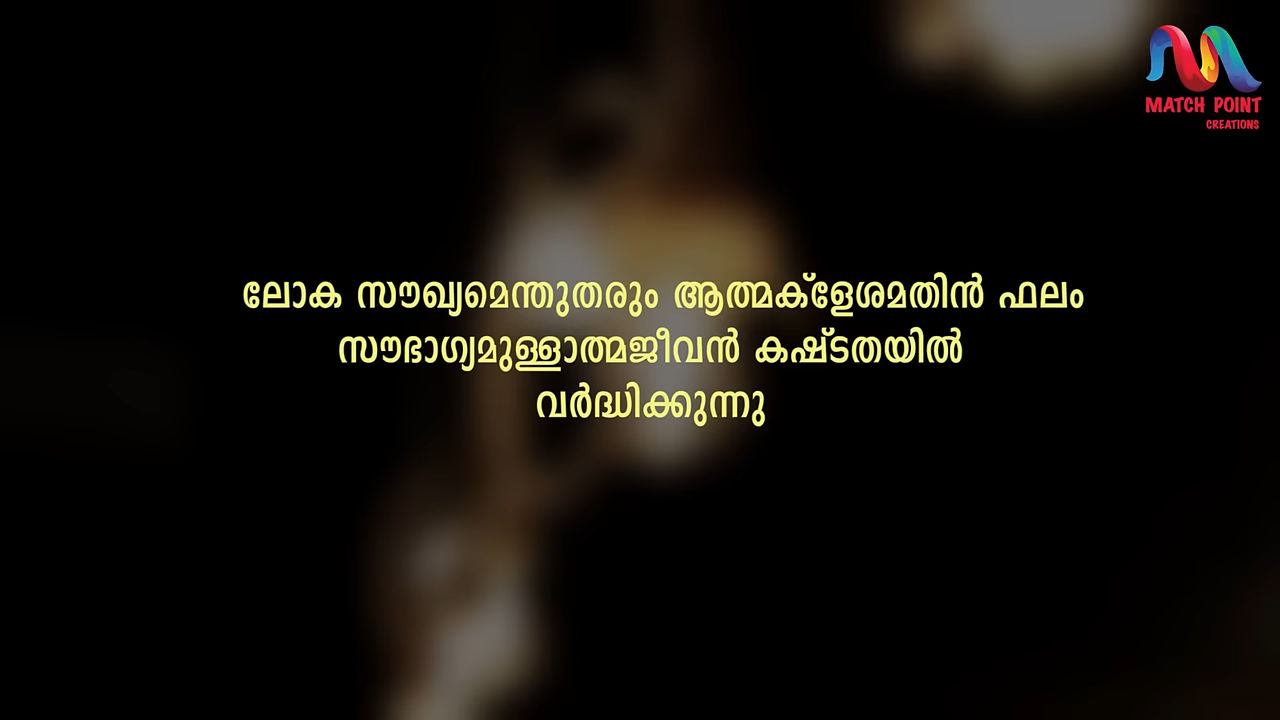 MATCH POINT
CREATIONS
ലോക സൗഖ്യമെന്തുതരും ആത്മക്ളേശമതിൻ ഫലം
സൗഭാഗ്യമുള്ളാത്മജീവൻ കഷ്ടതയിൽ
വർദ്ധിക്കുന്നു